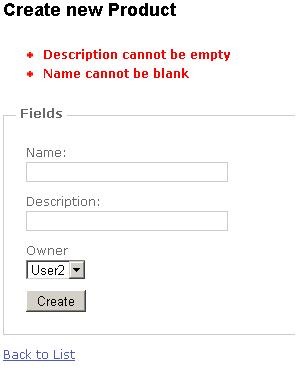 Create new Product
Description cannot be empty
Name cannot be blank
Fields
Name:
Description:
Owner
User2
Create
Back to List